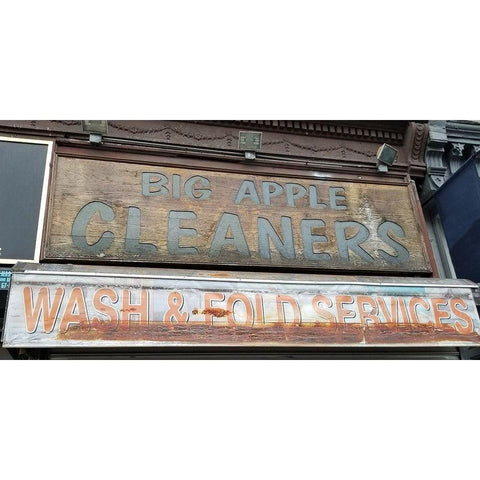 BIG APPLE
CLEANERS
WASH & FOLD SERVICES